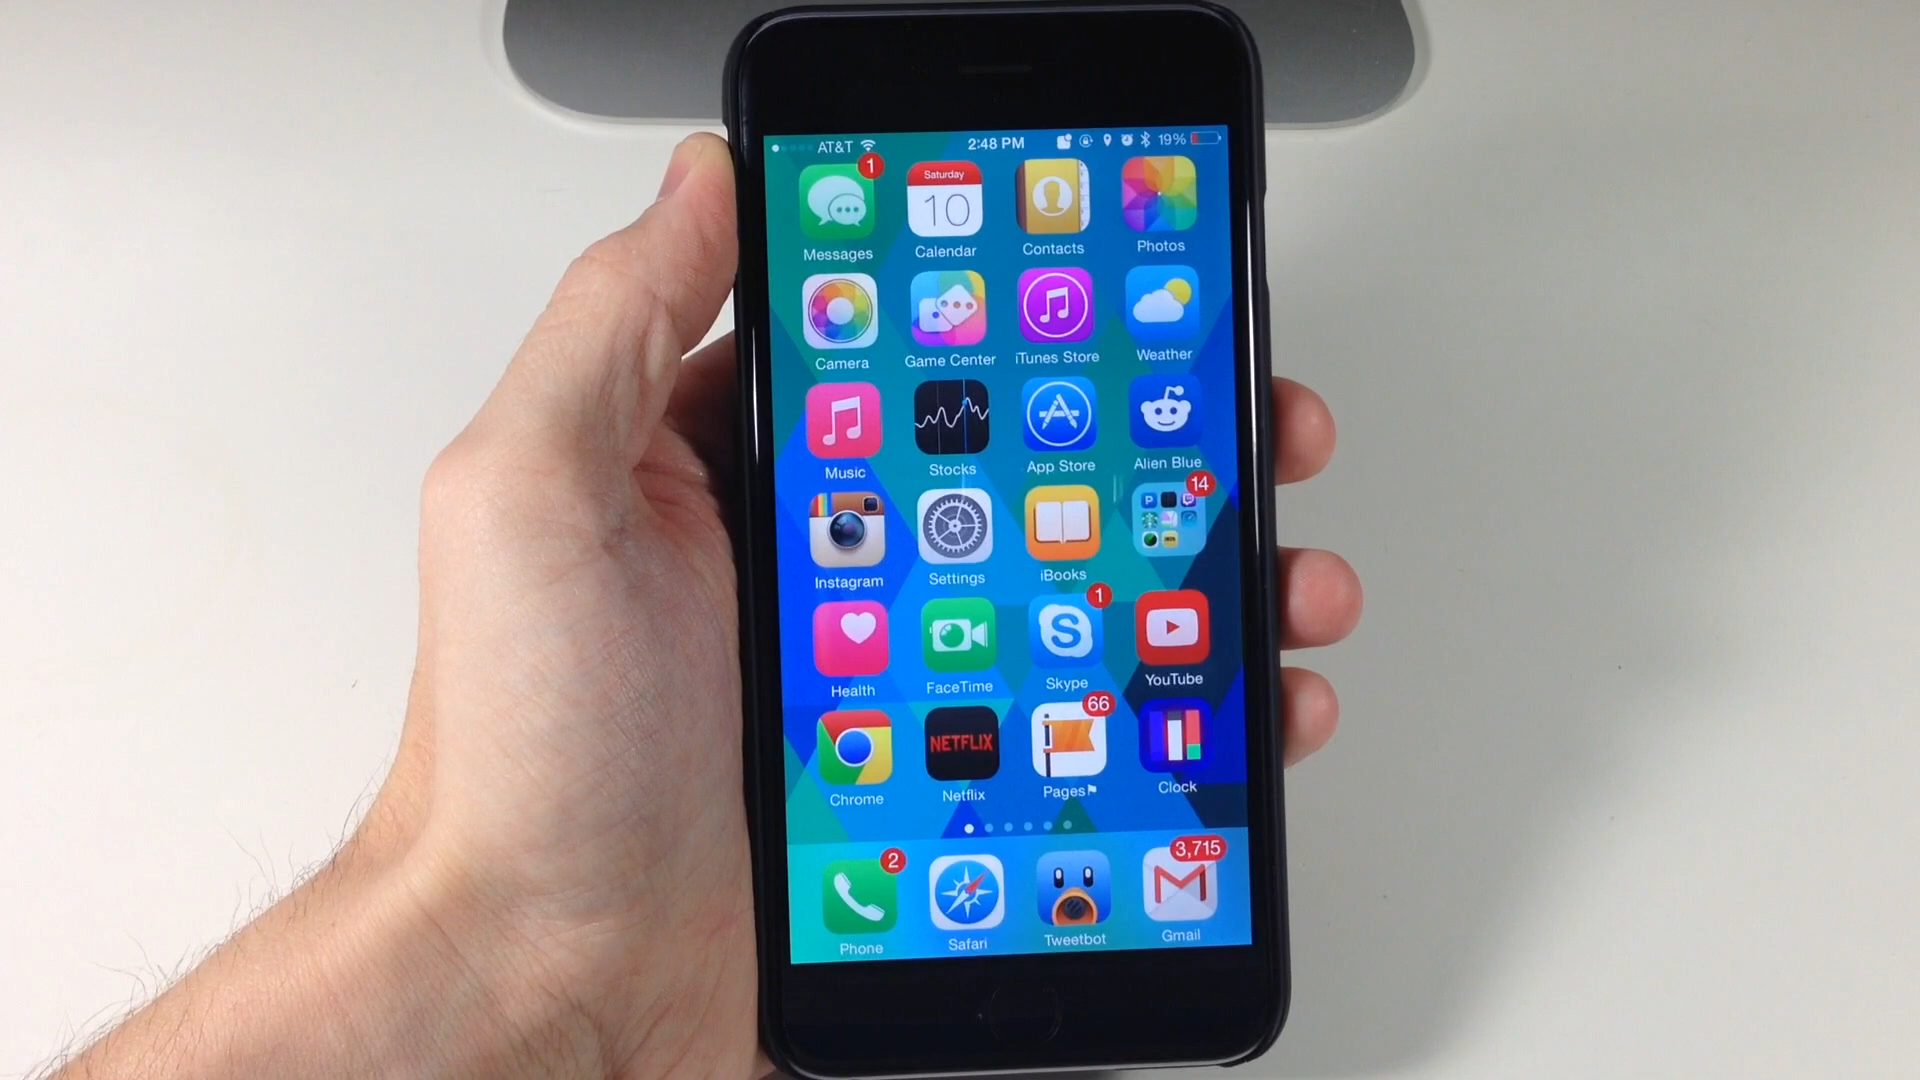 AT&T 2:48 PM 19%
1
Saturday
10
Messages Calendar Contacts Photos
Camera Game Center iTunes Store Weather
Music Stocks App Store Alien Blue
14
Instagram Settings iBooks
1
Health FaceTime Skype YouTube
NETFLIX
66
Chrome Netflix Pages Clock
2 3,715
Phone Safari Tweetbot Gmail